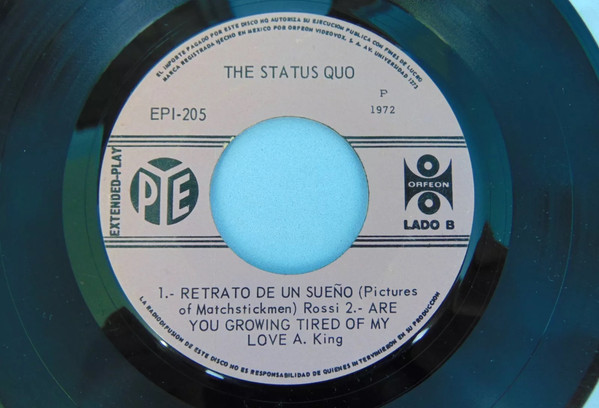 EL IMPORTE PAGADO POR ESTE DISCO NO AUTORIZA SU EJECUCION PUBLICA CON FINES DE LUCRO
MARCA REGISTRADA HECHO EN MEXICO POR ORFEON VIDEOVOX, S. A. AV. UNIVERSIDAD 1273
THE STATUS QUO
P
EPI-205
1972
EXTENDED-PLAY
PYE
ORFEON
LADO B
1.- RETRATO DE UN SUEÑO (Pictures
of Matchstickmen) Rossi 2.- ARE
YOU GROWING TIRED OF MY
LOVE A. King
LA RADIODIFUSION DE ESTE DISCO NO ES RESPONSABILIDAD DE QUIENES INTERVINIERON EN SU PRODUCCION